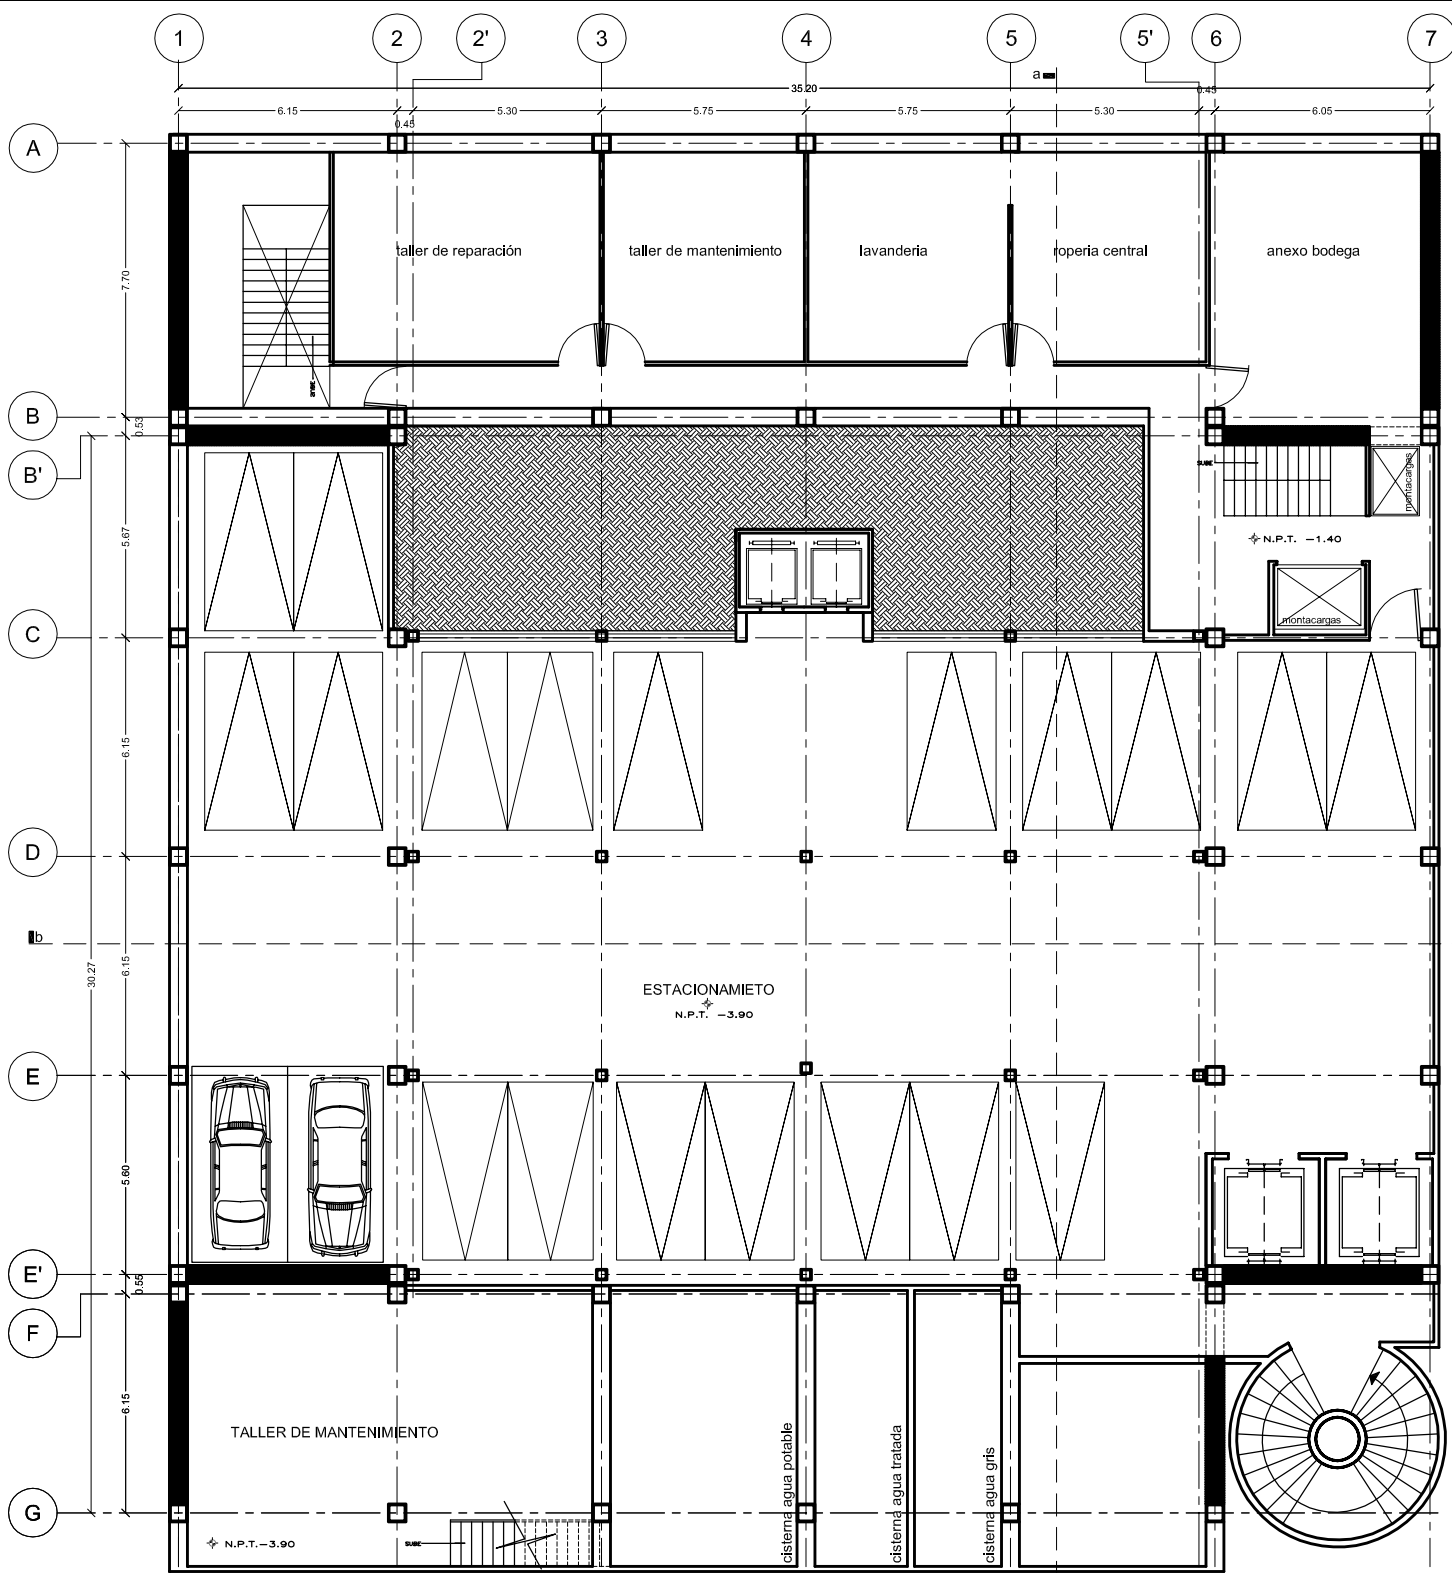 1 2 2' 3 4 5 5' 6 7
a
35.20
6.15 0.45 5.30 5.75 5.75 5.30 0.45 6.05
A
7.70
taller de reparación
taller de mantenimiento
lavanderia
roperia central
anexo bodega
B
0.53
B'
SUBE
montacargas
5.67
N.P.T. -1.40
montacargas
C
6.15
D
b
30.27
6.15
ESTACIONAMIETO
N.P.T. -3.90
E
5.60
E'
0.55
F
6.15
TALLER DE MANTENIMIENTO
cisterna agua potable
cisterna agua tratada
cisterna agua gris
G
N.P.T.-3.90
SUBE